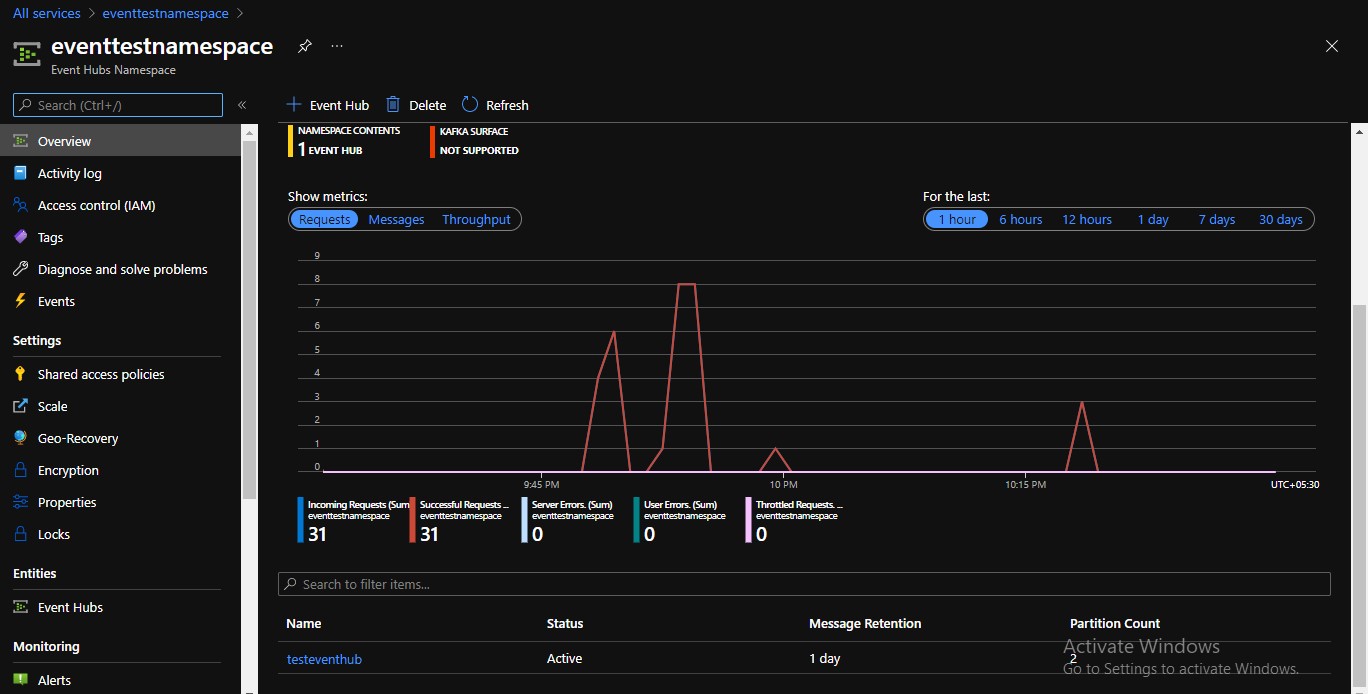 All services > eventtestnamespace >
eventtestnamespace ...
Event Hubs Namespace
Search (Ctrl+/)
«
Overview
Activity log
Access control (IAM)
Tags
Diagnose and solve problems
Events
Settings
Shared access policies
Scale
Geo-Recovery
Encryption
Properties
Locks
Entities
Event Hubs
Monitoring
Alerts
+ Event Hub Delete Refresh
NAMESPACE CONTENTS
1 EVENT HUB
KAFKA SURFACE
NOT SUPPORTED
Show metrics:
Requests Messages Throughput
For the last:
1 hour 6 hours 12 hours 1 day 7 days 30 days
9
8
7
6
5
4
3
2
1
0
9:45 PM 10 PM 10:15 PM UTC+05:30
Incoming Requests (Sum)
eventtestnamespace
31
Successful Requests ...
eventtestnamespace
31
Server Errors. (Sum)
eventtestnamespace
0
User Errors. (Sum)
eventtestnamespace
0
Throttled Requests. ...
eventtestnamespace
0
Search to filter items...
Name Status Message Retention Partition Count
testeventhub Active 1 day 2
Activate Windows
Go to Settings to activate Windows.